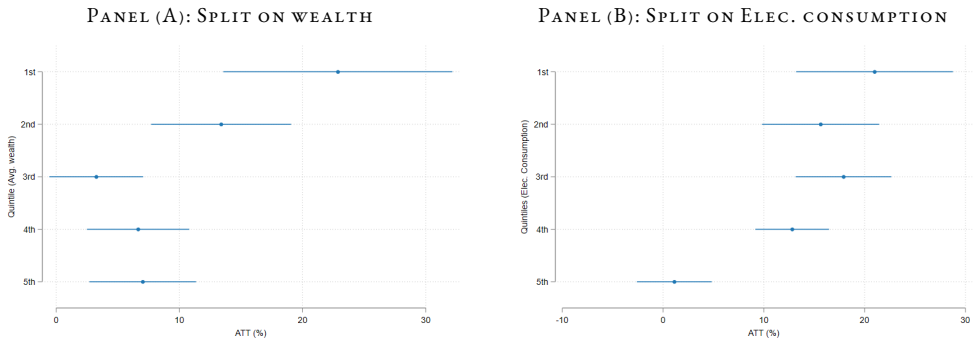 Panel (A): Split on wealth
Quintile (Avg. wealth)
1st
2nd
3rd
4th
5th
0 10 20 30
ATT (%)
Panel (B): Split on Elec. consumption
Quintiles (Elec. Consumption)
1st
2nd
3rd
4th
5th
-10 0 10 20 30
ATT (%)